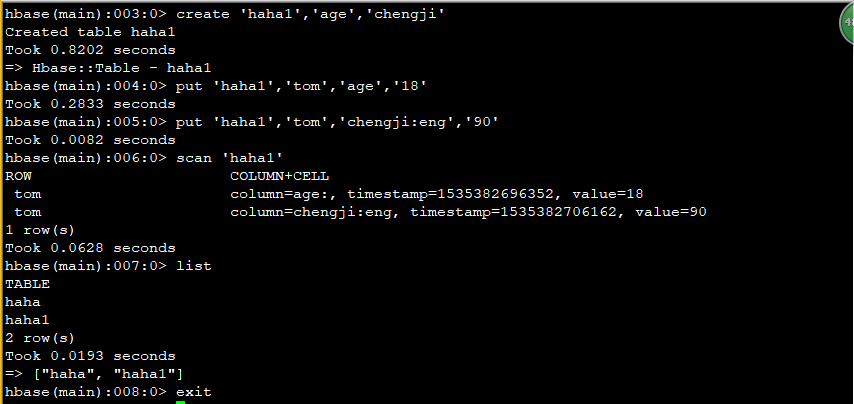 hbase(main):003:0> create 'haha1','age','chengji'
Created table haha1
Took 0.8202 seconds
=> Hbase::Table - haha1
hbase(main):004:0> put 'haha1','tom','age','18'
Took 0.2833 seconds
hbase(main):005:0> put 'haha1','tom','chengji:eng','90'
Took 0.0082 seconds
hbase(main):006:0> scan 'haha1'
ROW COLUMN+CELL
tom column=age:, timestamp=1535382696352, value=18
tom column=chengji:eng, timestamp=1535382706162, value=90
1 row(s)
Took 0.0628 seconds
hbase(main):007:0> list
TABLE
haha
haha1
2 row(s)
Took 0.0193 seconds
=> ["haha", "haha1"]
hbase(main):008:0> exit